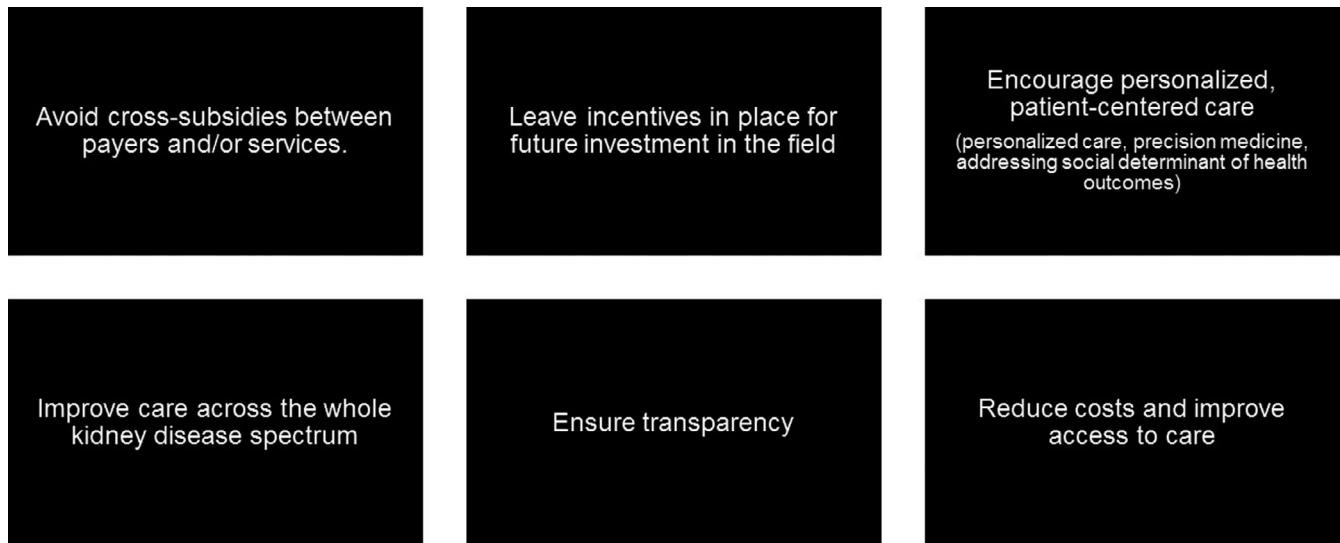 Avoid cross-subsidies between
payers and/or services.
Leave incentives in place for
future investment in the field
Encourage personalized,
patient-centered care
(personalized care, precision medicine,
addressing social determinant of health
outcomes)
Improve care across the whole
kidney disease spectrum
Ensure transparency
Reduce costs and improve
access to care